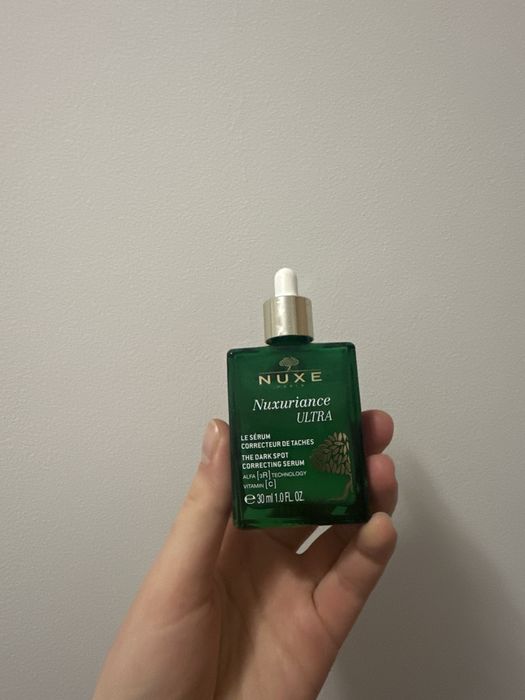 NUXE
PARIS
Nuxuriance
ULTRA
LE SÉRUM
CORRECTEUR DE TACHES
THE DARK SPOT
CORRECTING SERUM
ALFA [3R] TECHNOLOGY
VITAMIN [C]
℮ 30 ml 1.0 FL. OZ.